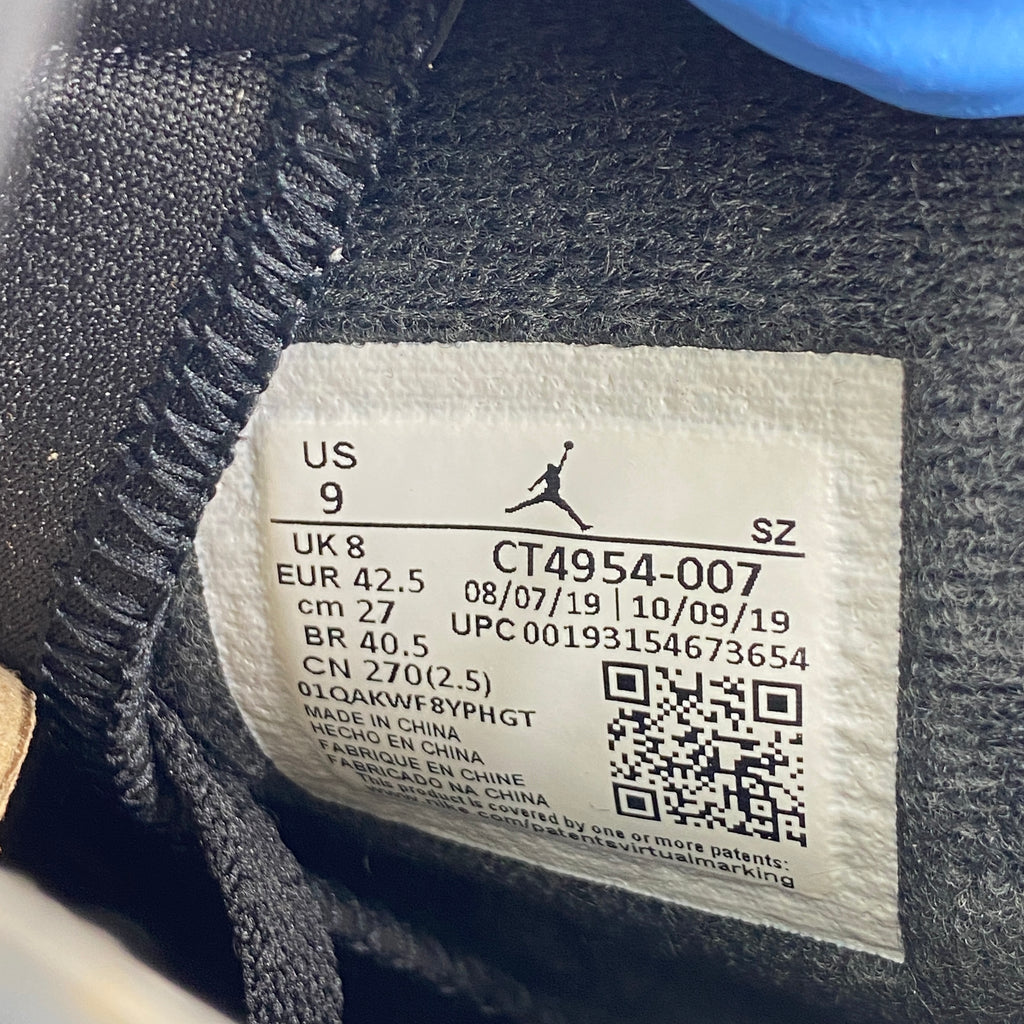 US
9
SZ
UK 8
EUR 42.5
cm 27
BR 40.5
CN 270(2.5)
01QAKWF8YPHGT
CT4954-007
08/07/19 | 10/09/19
UPC 00193154673654
MADE IN CHINA
HECHO EN CHINA
FABRIQUE EN CHINE
FABRICADO NA CHINA
This product is covered by one or more patents:
www.nike.com/patentsvirtualmarking